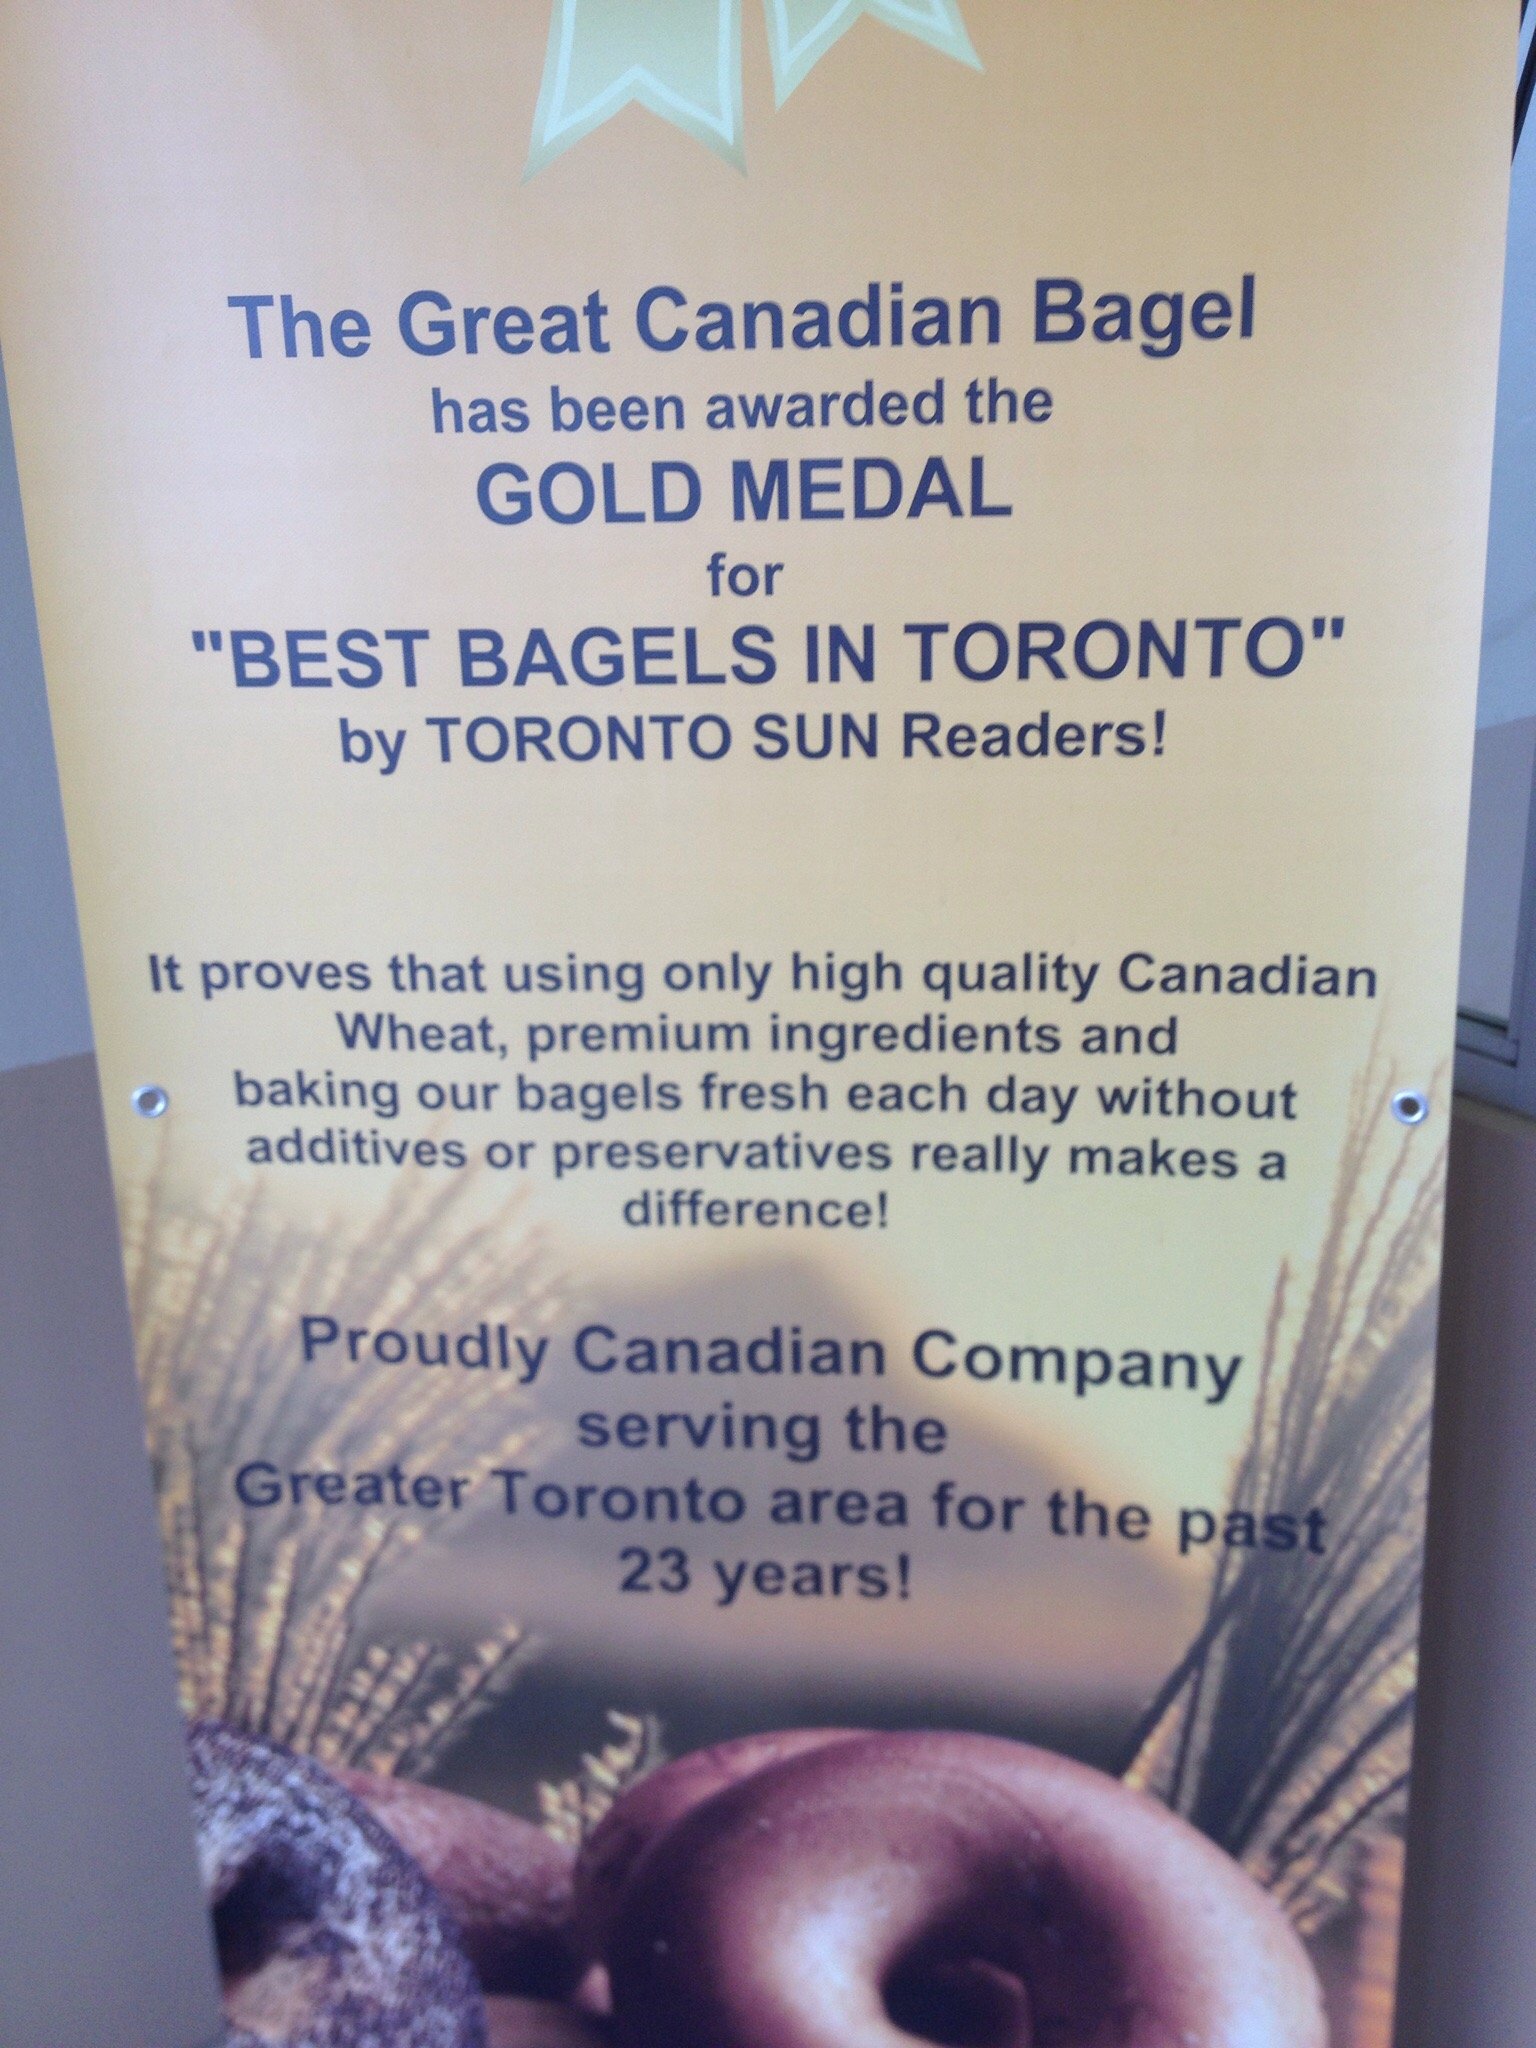 The Great Canadian Bagel
has been awarded the
GOLD MEDAL
for
"BEST BAGELS IN TORONTO"
by TORONTO SUN Readers!
It proves that using only high quality Canadian
Wheat, premium ingredients and
baking our bagels fresh each day without
additives or preservatives really makes a
difference!
Proudly Canadian Company
serving the
Greater Toronto area for the past
23 years!